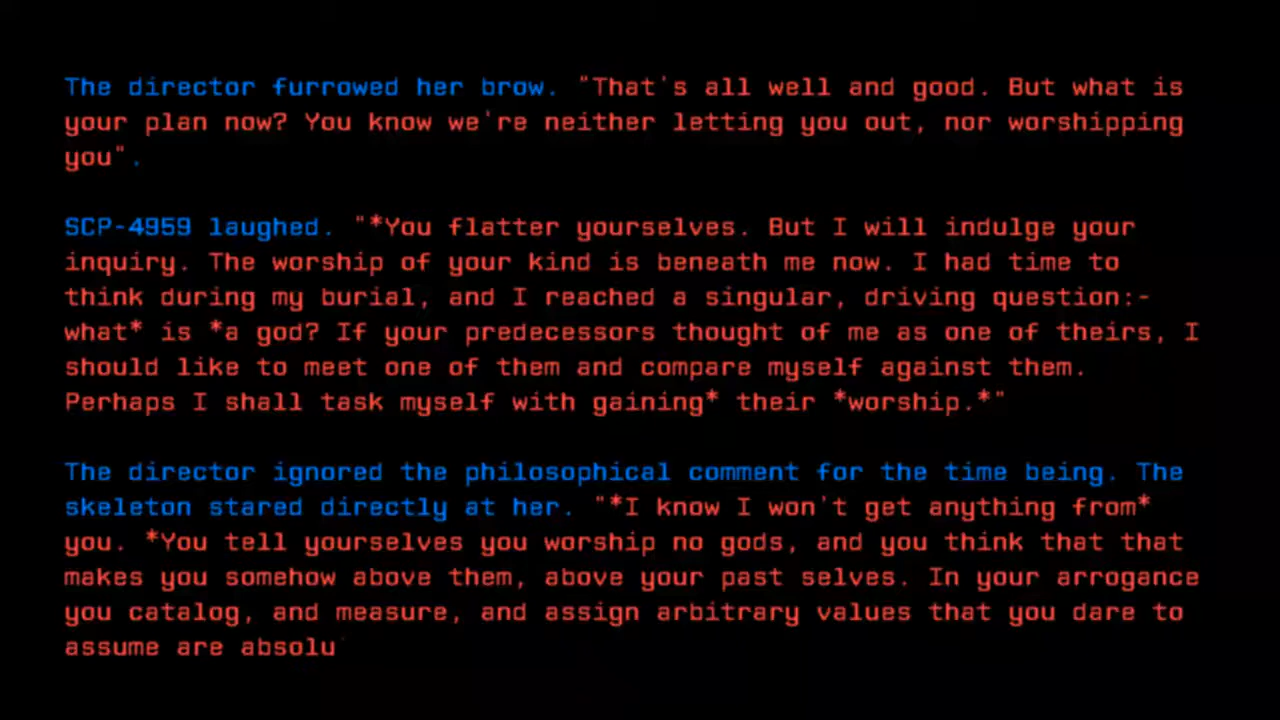 The director furrowed her brow. "That's all well and good. But what is
your plan now? You know we're neither letting you out, nor worshipping
you".
SCP-4959 laughed. "*You flatter yourselves. But I will indulge your
inquiry. The worship of your kind is beneath me now. I had time to
think during my burial, and I reached a singular, driving question:-
what* is *a god? If your predecessors thought of me as one of theirs, I
should like to meet one of them and compare myself against them.
Perhaps I shall task myself with gaining* their *worship.*"
The director ignored the philosophical comment for the time being. The
skeleton stared directly at her. "*I know I won't get anything from*
you. *You tell yourselves you worship no gods, and you think that that
makes you somehow above them, above your past selves. In your arrogance
you catalog, and measure, and assign arbitrary values that you dare to
assume are absolu